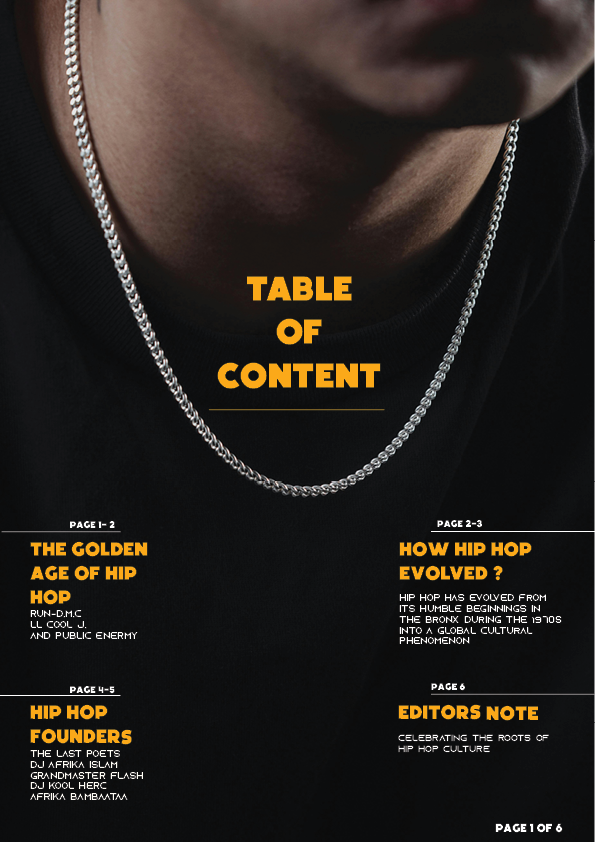 TABLE
OF
CONTENT
PAGE 1- 2
THE GOLDEN
AGE OF HIP
HOP
RUN-D.M.C
LL COOL J.
AND PUBLIC ENERMY
PAGE 2-3
HOW HIP HOP
EVOLVED ?
HIP HOP HAS EVOLVED FROM
ITS HUMBLE BEGINNINGS IN
THE BRONX DURING THE 1970S
INTO A GLOBAL CULTURAL
PHENOMENON
PAGE 4-5
HIP HOP
FOUNDERS
THE LAST POETS
DJ AFRIKA ISLAM
GRANDMASTER FLASH
DJ KOOL HERC
AFRIKA BAMBAATAA
PAGE 6
EDITORS NOTE
CELEBRATING THE ROOTS OF
HIP HOP CULTURE
PAGE 1 OF 6